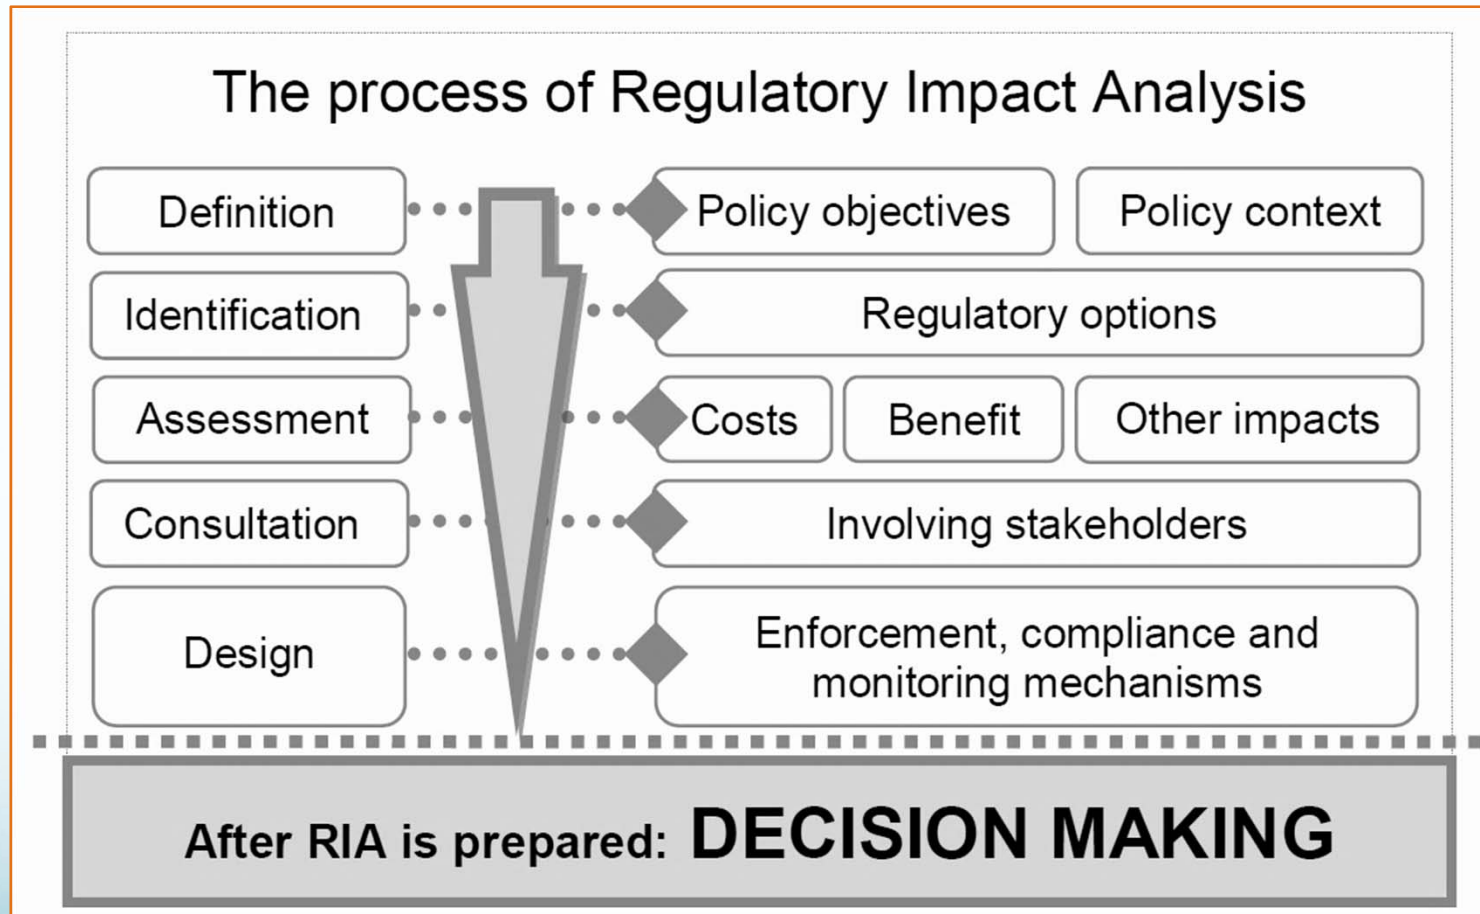 The process of Regulatory Impact Analysis
Definition
Policy objectives
Policy context
Identification
Regulatory options
Assessment
Costs
Benefit
Other impacts
Consultation
Involving stakeholders
Design
Enforcement, compliance and
monitoring mechanisms
After RIA is prepared: DECISION MAKING